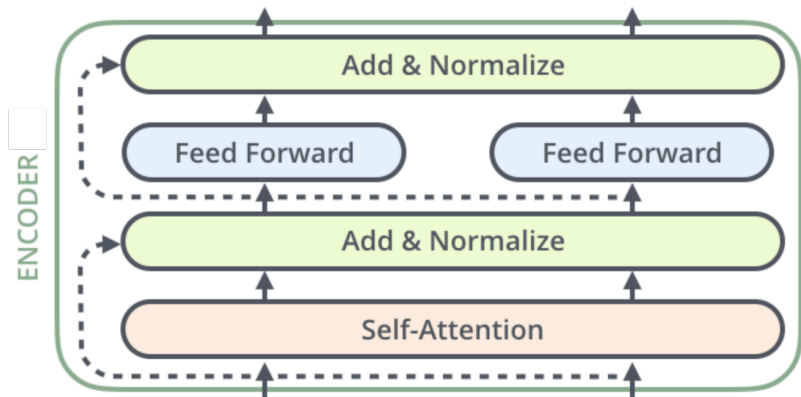 Add & Normalize
Feed Forward Feed Forward
Add & Normalize
Self-Attention
ENCODER